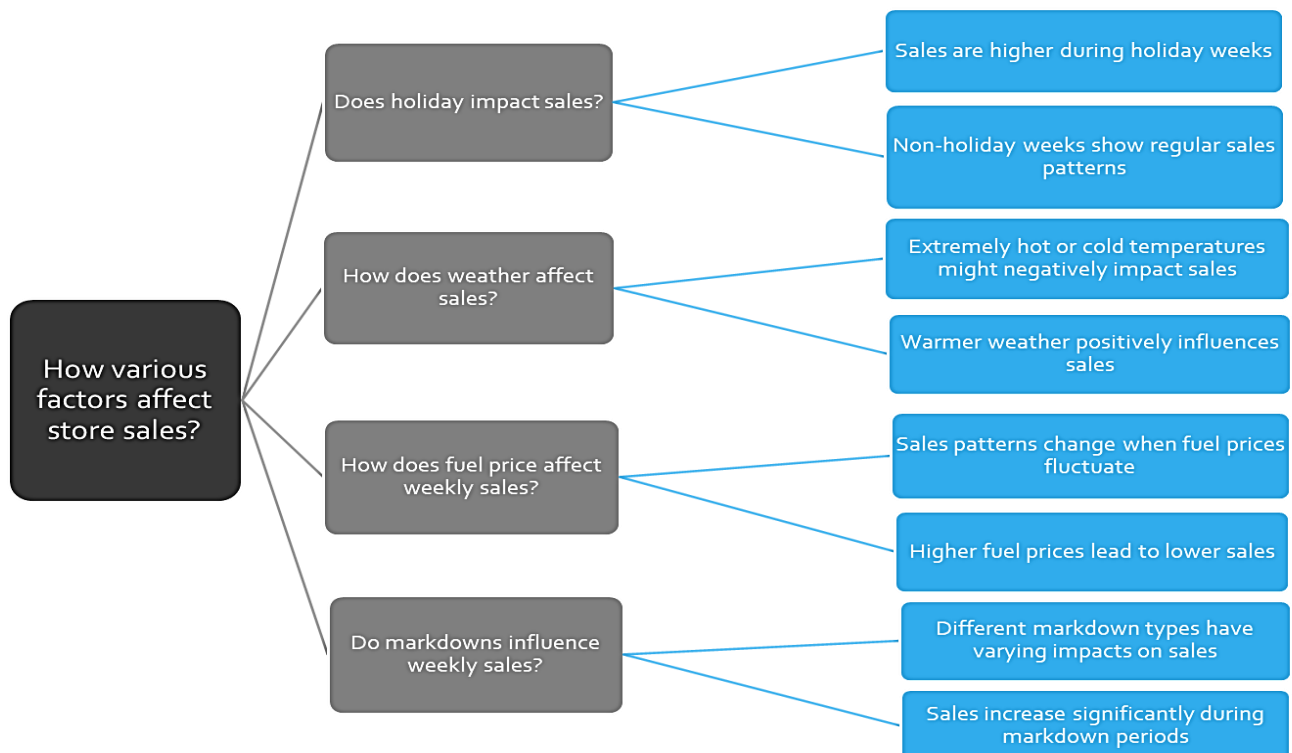 How various
factors affect
store sales?
Does holiday impact sales?
Sales are higher during holiday weeks
Non-holiday weeks show regular sales
patterns
How does weather affect
sales?
Extremely hot or cold temperatures
might negatively impact sales
Warmer weather positively influences
sales
How does fuel price affect
weekly sales?
Sales patterns change when fuel prices
fluctuate
Higher fuel prices lead to lower sales
Do markdowns influence
weekly sales?
Different markdown types have
varying impacts on sales
Sales increase significantly during
markdown periods